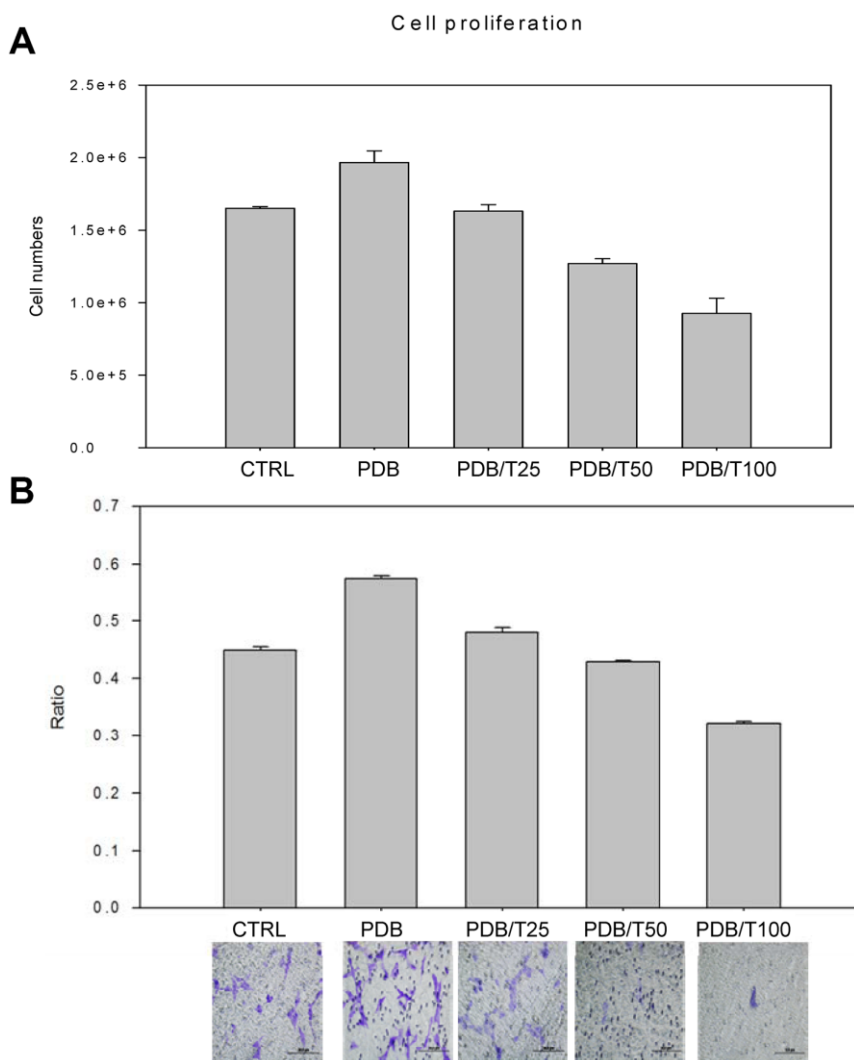 Cell proliferation
A
2.5e+6
2.0e+6
1.5e+6
1.0e+6
5.0e+5
0.0
Cell numbers
CTRL PDB PDB/T25 PDB/T50 PDB/T100
B
0.7
0.6
0.5
0.4
0.3
0.2
0.1
0.0
Ratio
CTRL PDB PDB/T25 PDB/T50 PDB/T100